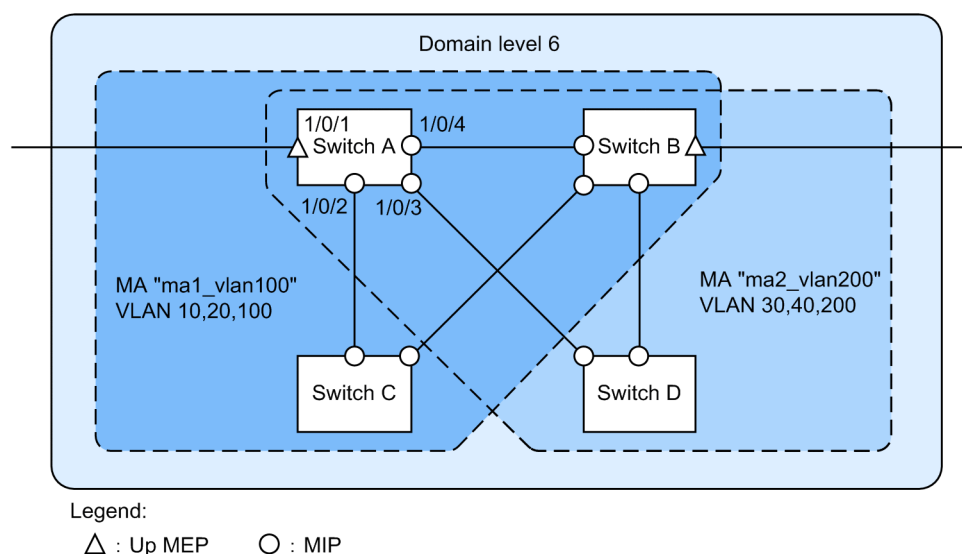 Domain level 6
1/0/1
1/0/4
Switch A
Switch B
1/0/2
1/0/3
MA "ma1_vlan100"
VLAN 10,20,100
MA "ma2_vlan200"
VLAN 30,40,200
Switch C
Switch D
Legend:
: Up MEP
: MIP